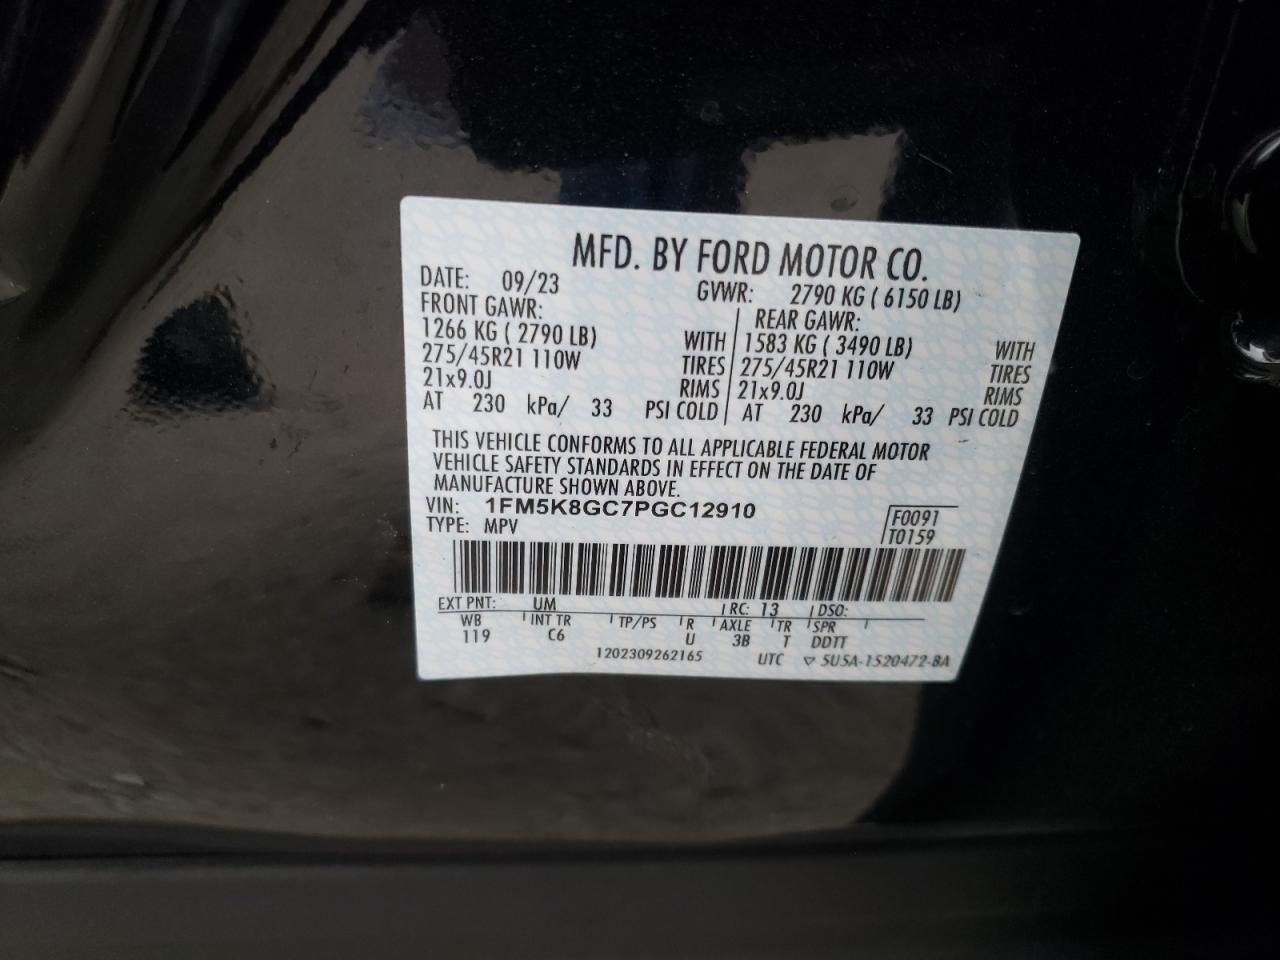 MFD. BY FORD MOTOR CO.
DATE: 09/23 GVWR: 2790 KG ( 6150 LB)
FRONT GAWR: REAR GAWR:
1266 KG ( 2790 LB) WITH 1583 KG ( 3490 LB) WITH
275/45R21 110W TIRES 275/45R21 110W TIRES
21x9.0J RIMS 21x9.0J RIMS
AT 230 kPa/ 33 PSI COLD AT 230 kPa/ 33 PSI COLD
THIS VEHICLE CONFORMS TO ALL APPLICABLE FEDERAL MOTOR
VEHICLE SAFETY STANDARDS IN EFFECT ON THE DATE OF
MANUFACTURE SHOWN ABOVE.
VIN: 1FM5K8GC7PGC12910 F0091
TYPE: MPV T0159
EXT PNT: UM RC: 13 DSO:
WB INT TR TP/PS R AXLE TR SPR
119 C6 U 3B T DDTT
1202309262165 UTC ▽ 5U5A-1520472-BA